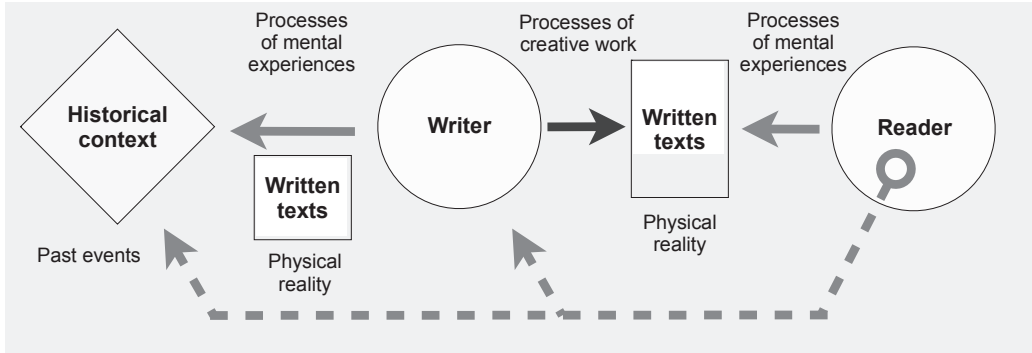 Processes
of mental
experiences
Processes of
creative work
Processes
of mental
experiences
Historical
context
Writer
Written
texts
Reader
Written
texts
Past events
Physical
reality
Physical
reality